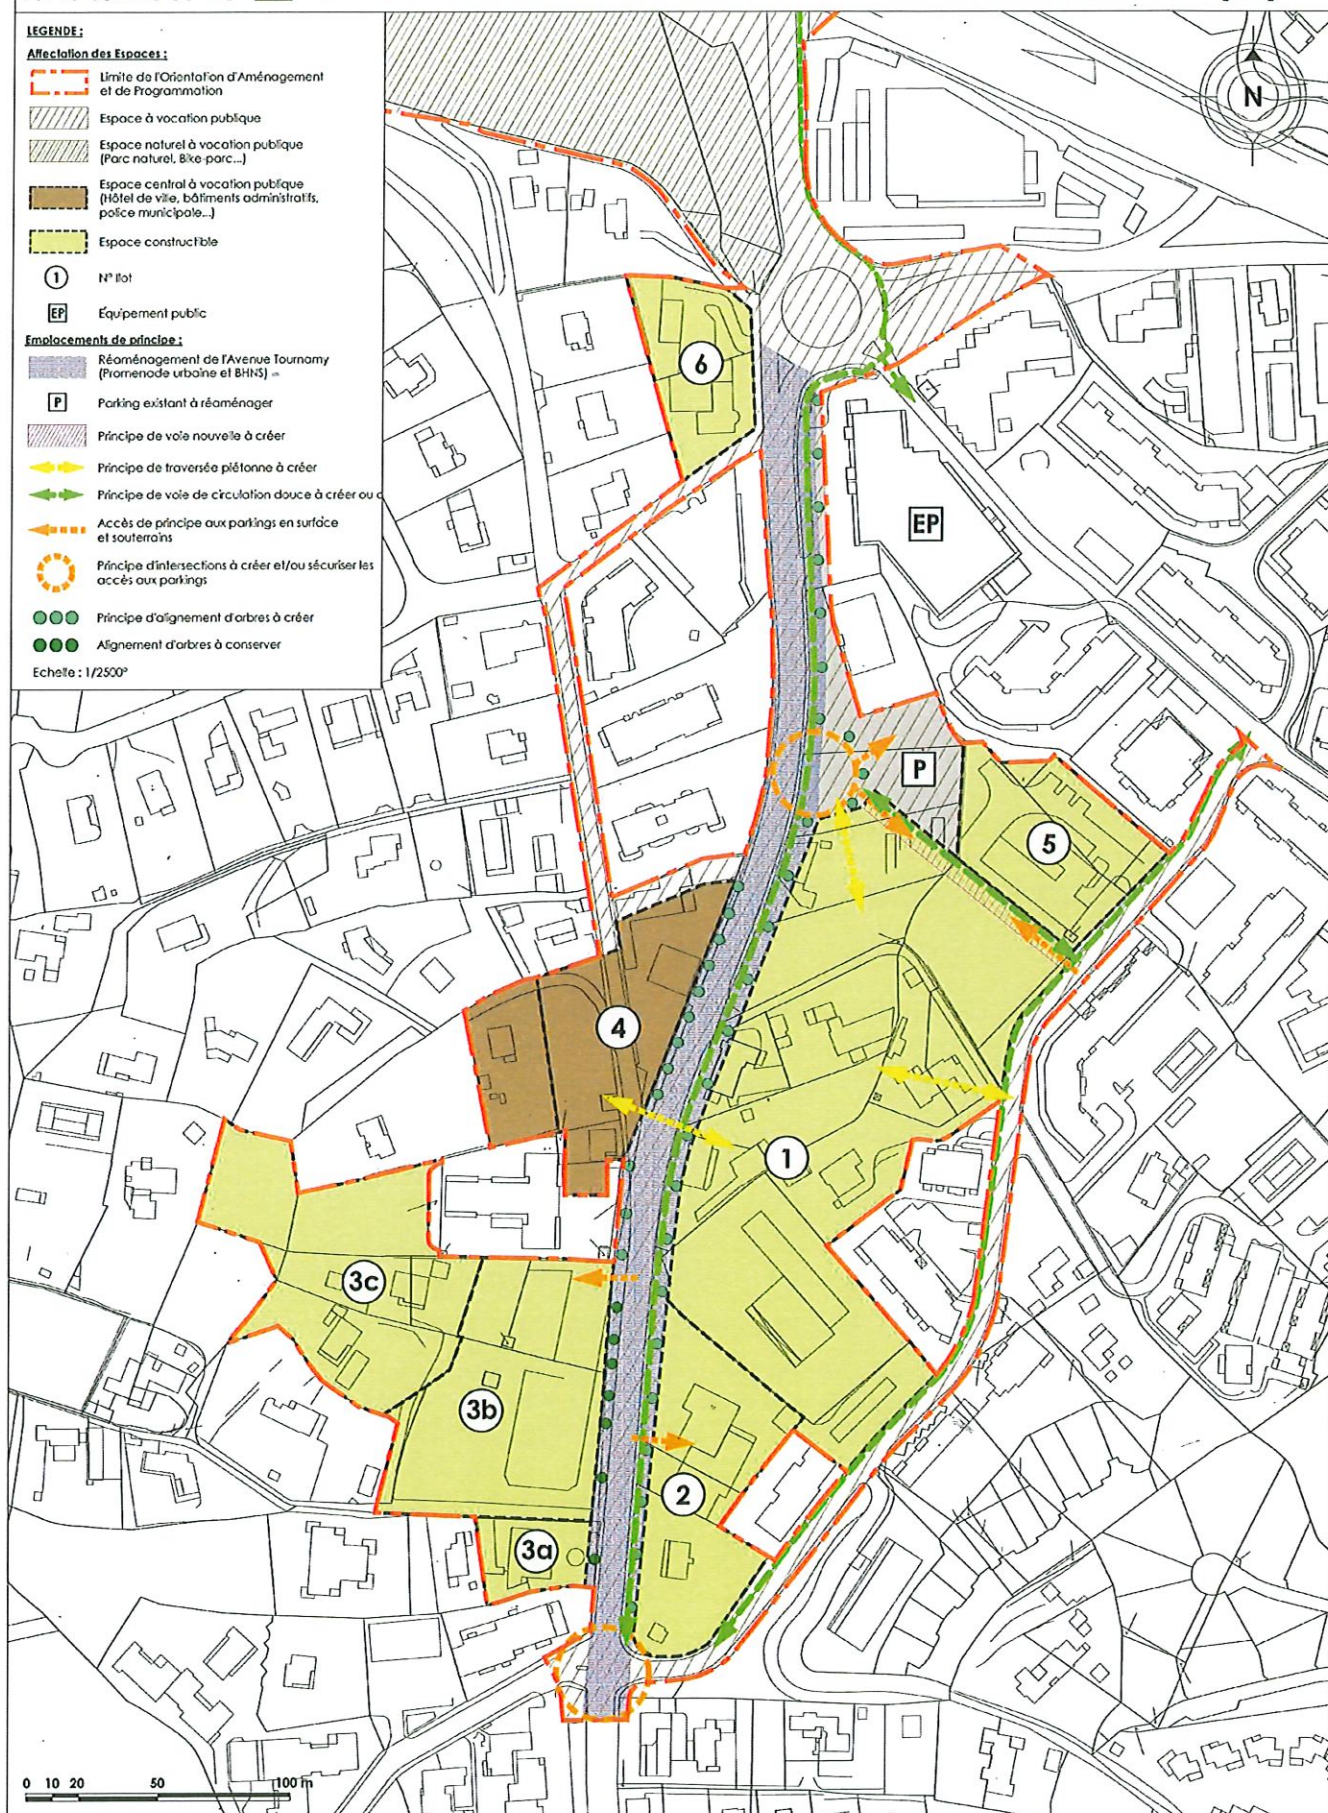 LEGENDE :
Affectation des Espaces :
Limite de l'Orientation d'Aménagement
et de Programmation
Espace à vocation publique
Espace naturel à vocation publique
(Parc naturel, Bike-parc...)
Espace central à vocation publique
(Hôtel de ville, bâtiments administratifs,
police municipale...)
Espace constructible
1 N° îlot
EP Equipement public
Emplacements de principe :
Réaménagement de l'Avenue Tournamy
(Promenade urbaine et BHNS)
P Parking existant à réaménager
Principe de voie nouvelle à créer
Principe de traversée piétonne à créer
Principe de voie de circulation douce à créer ou
Accès de principe aux parkings en surface
et souterrains
Principe d'intersections à créer et/ou sécuriser les
accès aux parkings
Principe d'alignement d'arbres à créer
Alignement d'arbres à conserver
Echelle : 1/2500°
N
6
EP
P
5
4
1
3c
3b
2
3a
0 10 20 50 100 m